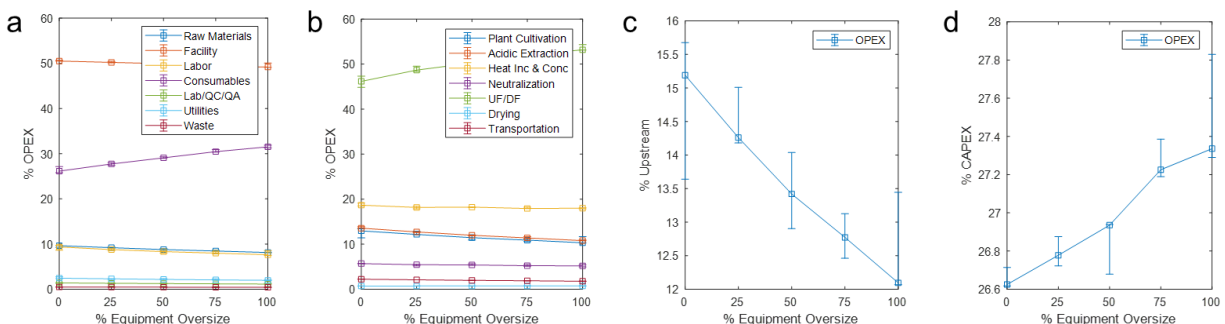 a
60
50
40
30
20
10
0
% OPEX
0 25 50 75 100
% Equipment Oversize
Raw Materials
Facility
Labor
Consumables
Lab/QC/QA
Utilities
Waste
b
60
50
40
30
20
10
0
% OPEX
0 25 50 75 100
% Equipment Oversize
Plant Cultivation
Acidic Extraction
Heat Inc & Conc
Neutralization
UF/DF
Drying
Transportation
c
16
15.5
15
14.5
14
13.5
13
12.5
12
% Upstream
0 25 50 75 100
% Equipment Oversize
OPEX
d
28
27.8
27.6
27.4
27.2
27
26.8
26.6
% CAPEX
0 25 50 75 100
% Equipment Oversize
OPEX